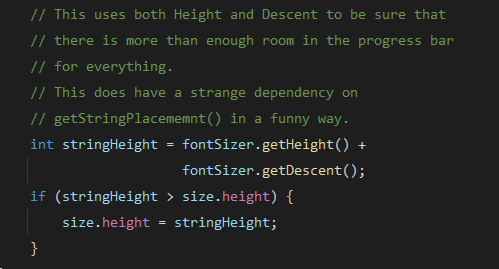 // This uses both Height and Descent to be sure that
// there is more than enough room in the progress bar
// for everything.
// This does have a strange dependency on
// getStringPlacememnt() in a funny way.
int stringHeight = fontSizer.getHeight() +
                   fontSizer.getDescent();
if (stringHeight > size.height) {
    size.height = stringHeight;
}